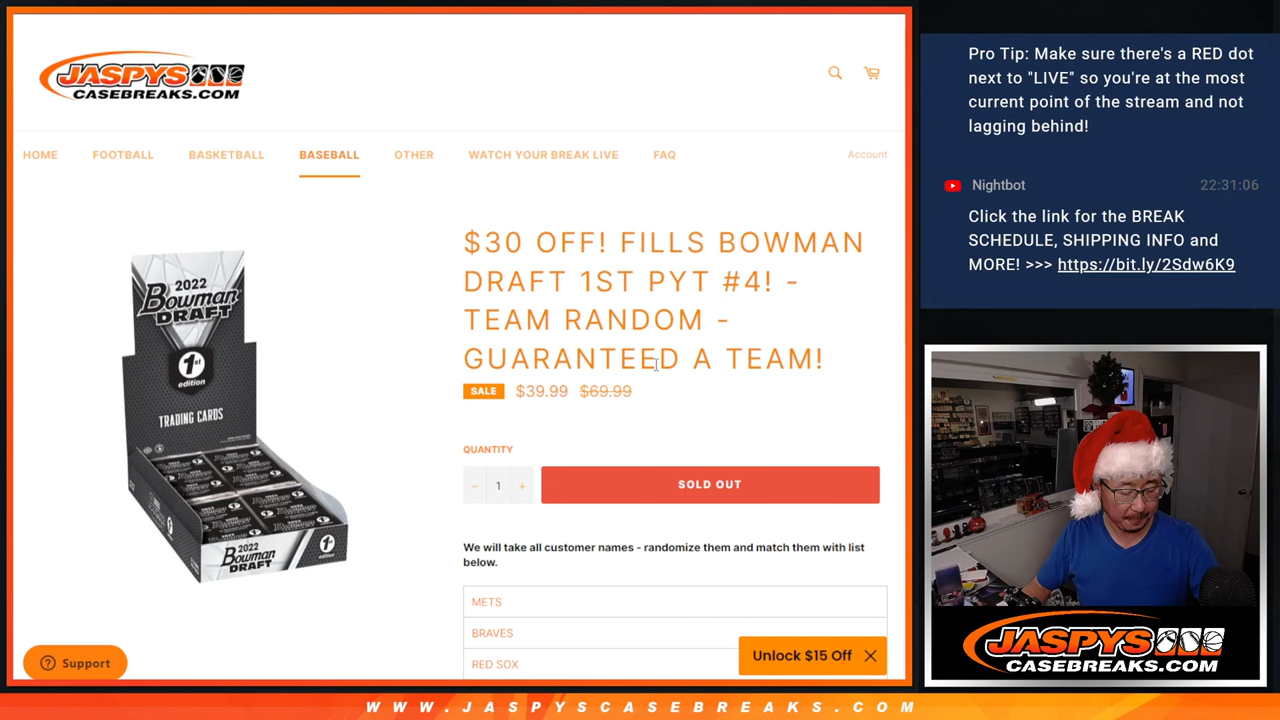 JASPYS
CASEBREAKS.COM
HOME
FOOTBALL
BASKETBALL
BASEBALL
OTHER
WATCH YOUR BREAK LIVE
FAQ
Account
2022
Bowman
DRAFT
1st
edition
TRADING CARDS
2022
Bowman
DRAFT
1st
edition
$30 OFF! FILLS BOWMAN
DRAFT 1ST PYT #4! -
TEAM RANDOM -
GUARANTEED A TEAM!
SALE $39.99 $69.99
QUANTITY
− 1 +
SOLD OUT
We will take all customer names - randomize them and match them with list
below.
METS
BRAVES
RED SOX
Support
Unlock $15 Off
Pro Tip: Make sure there's a RED dot
next to "LIVE" so you're at the most
current point of the stream and not
lagging behind!
Nightbot 22:31:06
Click the link for the BREAK
SCHEDULE, SHIPPING INFO and
MORE! >>> https://bit.ly/2Sdw6K9
JASPYS
CASEBREAKS.COM
WWW.JASPYSCASEBREAKS.COM